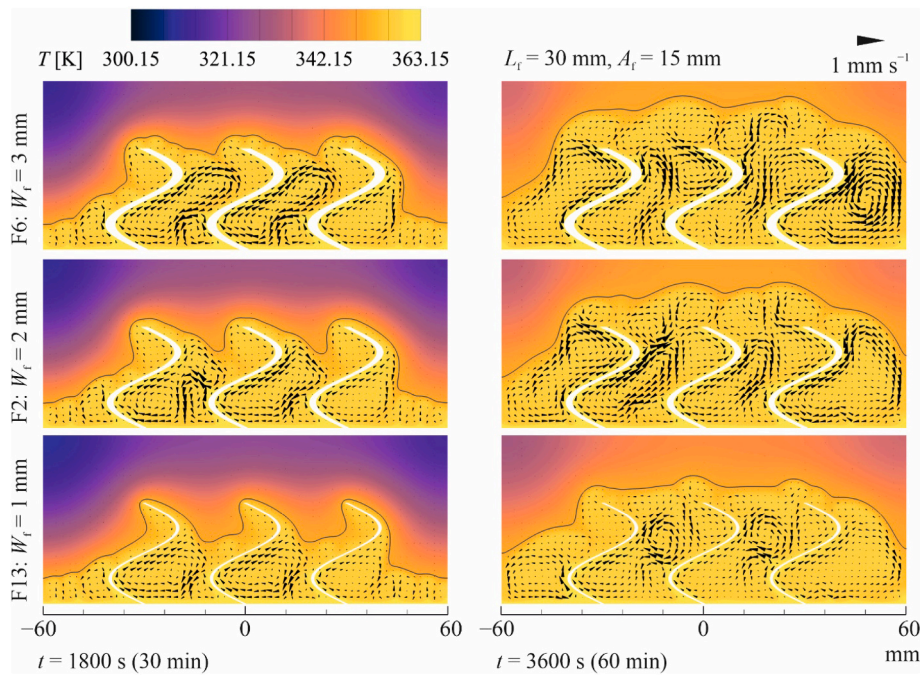 T [K] 300.15 321.15 342.15 363.15
L_f = 30 mm, A_f = 15 mm
1 mm s⁻¹
F6: W_f = 3 mm
F2: W_f = 2 mm
F13: W_f = 1 mm
−60 0 60
−60 0 60
mm
t = 1800 s (30 min)
t = 3600 s (60 min)